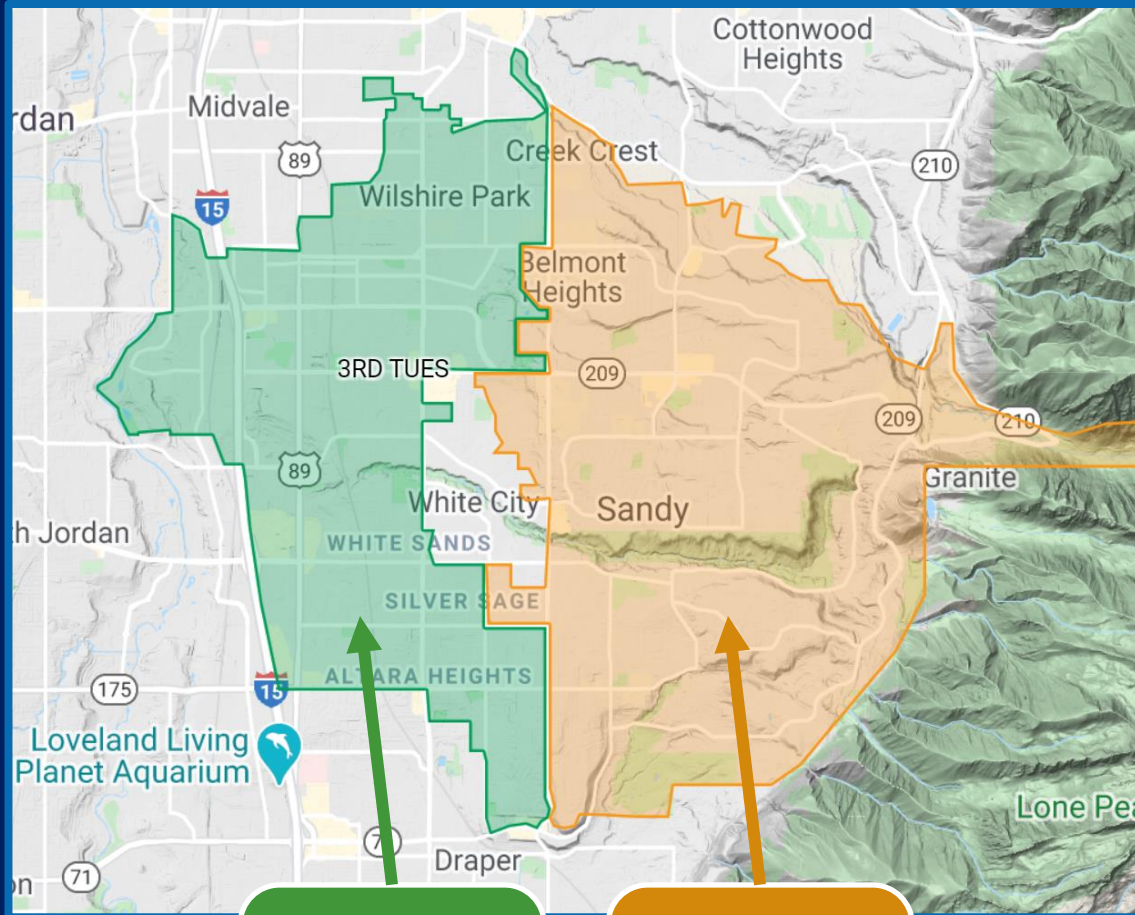 Cottonwood
Heights
Midvale
rdan
89
Creek Crest
210
Wilshire Park
15
Belmont
Heights
3RD TUES
209
209
210
89
White City
Sandy
Granite
h Jordan
WHITE SANDS
SILVER SAGE
ALTARA HEIGHTS
175
15
Loveland Living
Planet Aquarium
Lone Pea
Draper
71
on